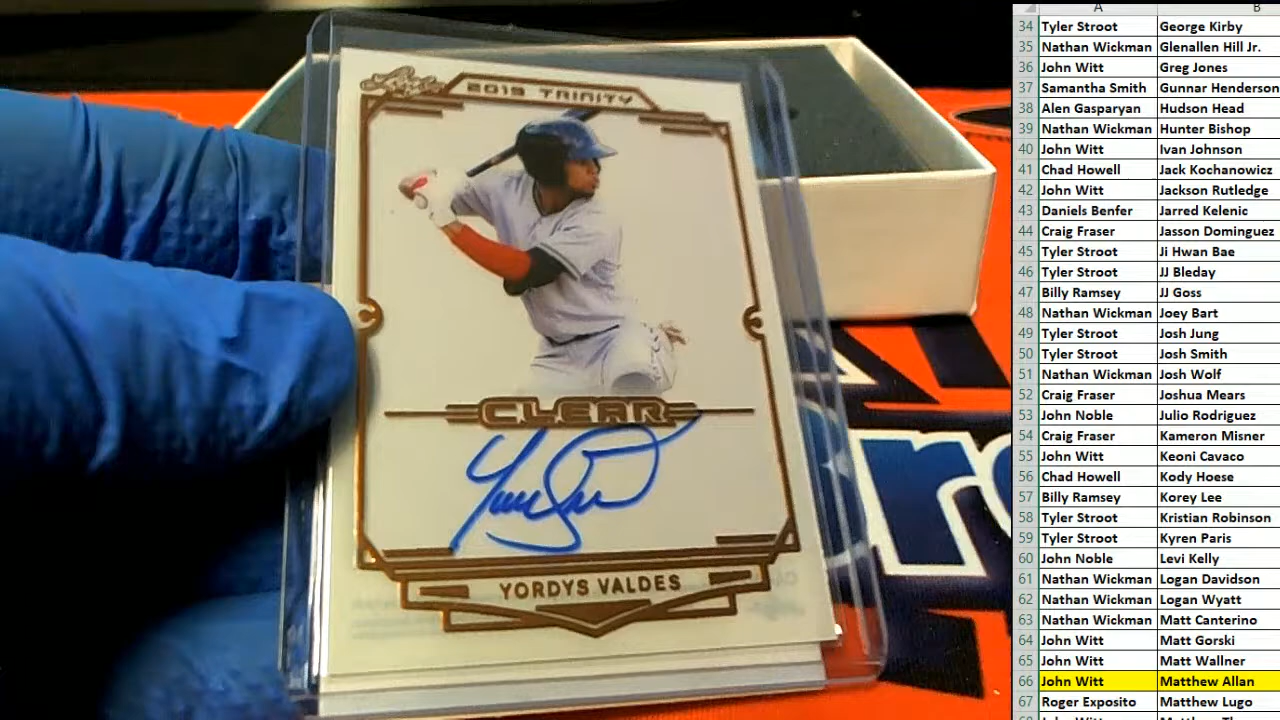 Leaf
2019 TRINITY
CLEAR
YORDYS VALDES
A B
34 Tyler Stroot George Kirby
35 Nathan Wickman Glenallen Hill Jr.
36 John Witt Greg Jones
37 Samantha Smith Gunnar Henderson
38 Alen Gasparyan Hudson Head
39 Nathan Wickman Hunter Bishop
40 John Witt Ivan Johnson
41 Chad Howell Jack Kochanowicz
42 John Witt Jackson Rutledge
43 Daniels Benfer Jarred Kelenic
44 Craig Fraser Jasson Dominguez
45 Tyler Stroot Ji Hwan Bae
46 Tyler Stroot JJ Bleday
47 Billy Ramsey JJ Goss
48 Nathan Wickman Joey Bart
49 Tyler Stroot Josh Jung
50 Tyler Stroot Josh Smith
51 Nathan Wickman Josh Wolf
52 Craig Fraser Joshua Mears
53 John Noble Julio Rodriguez
54 Craig Fraser Kameron Misner
55 John Witt Keoni Cavaco
56 Chad Howell Kody Hoese
57 Billy Ramsey Korey Lee
58 Tyler Stroot Kristian Robinson
59 Tyler Stroot Kyren Paris
60 John Noble Levi Kelly
61 Nathan Wickman Logan Davidson
62 Nathan Wickman Logan Wyatt
63 Nathan Wickman Matt Canterino
64 John Witt Matt Gorski
65 John Witt Matt Wallner
66 John Witt Matthew Allan
67 Roger Exposito Matthew Lugo